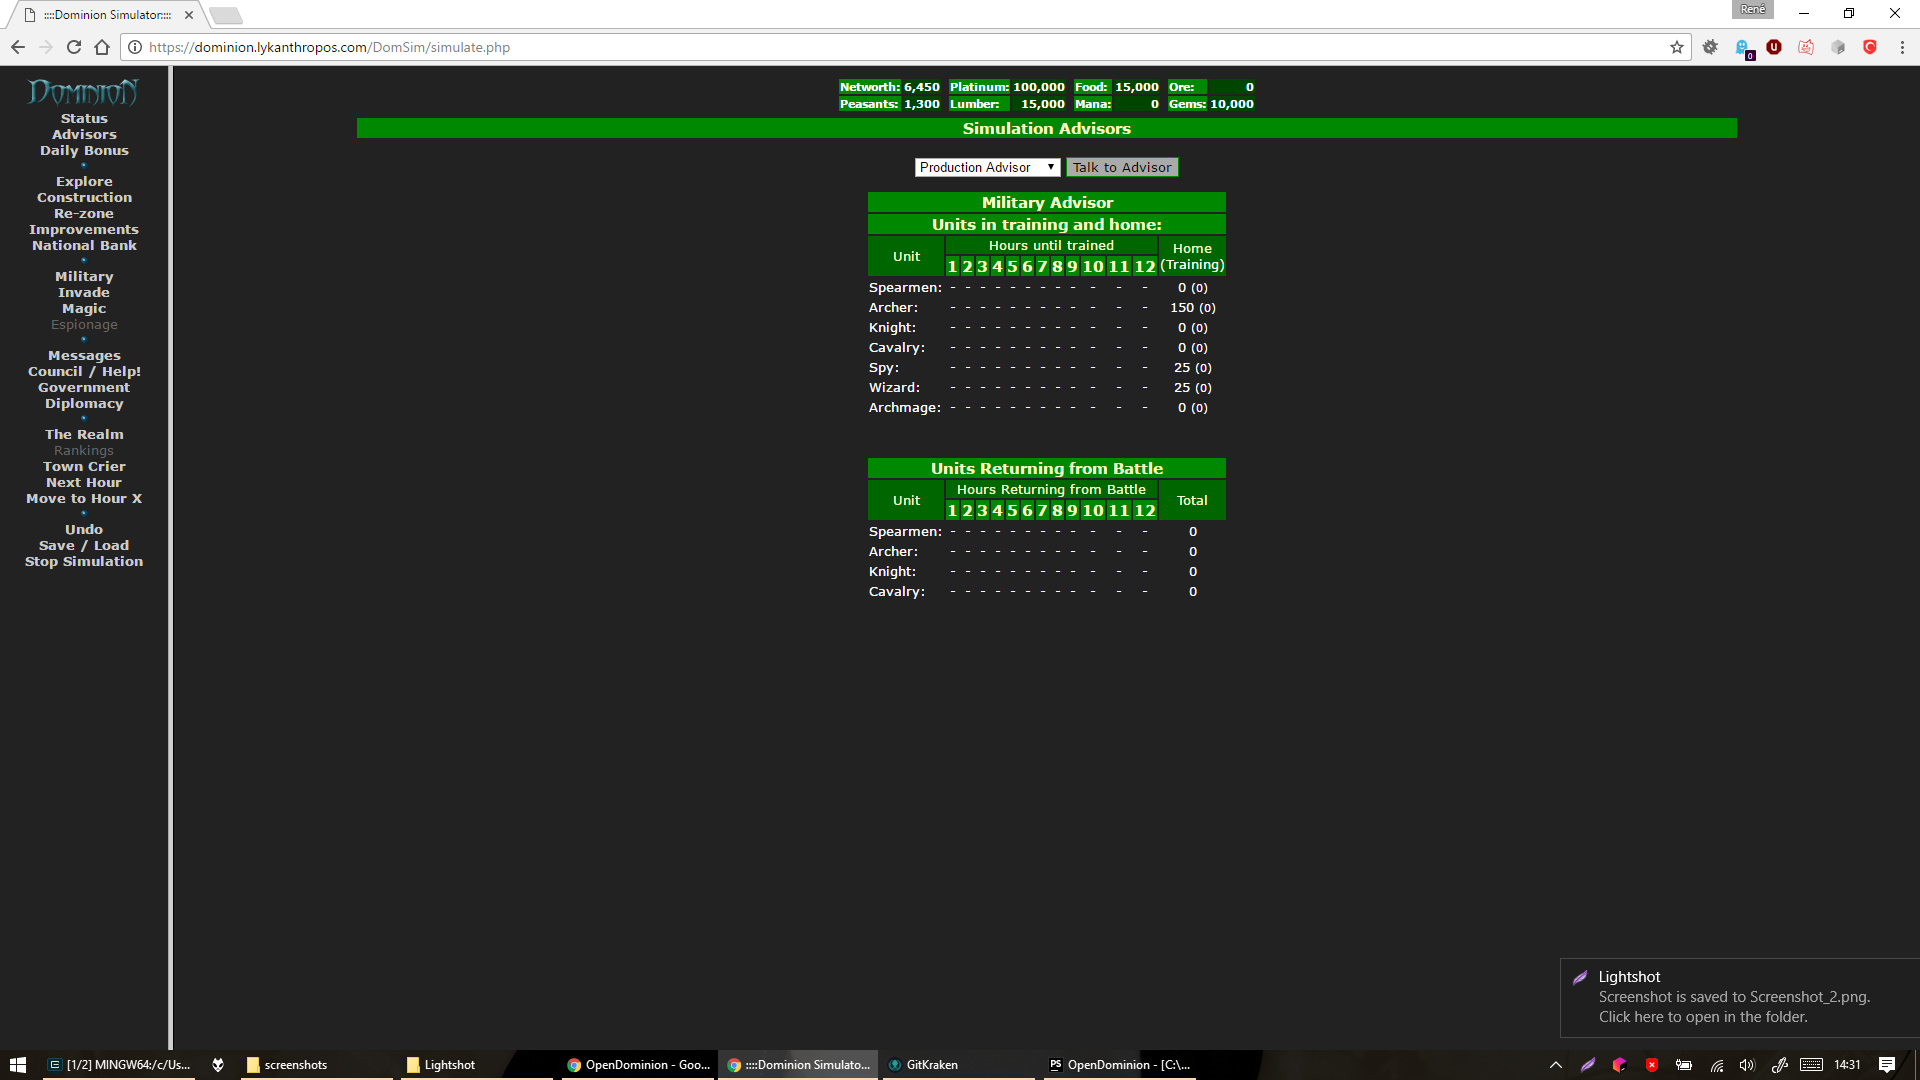 ::::Dominion Simulator::::
René
https://dominion.lykanthropos.com/DomSim/simulate.php
0
DOMINION
Status
Advisors
Daily Bonus
Explore
Construction
Re-zone
Improvements
National Bank
Military
Invade
Magic
Espionage
Messages
Council / Help!
Government
Diplomacy
The Realm
Rankings
Town Crier
Next Hour
Move to Hour X
Undo
Save / Load
Stop Simulation
Networth: 6,450 Platinum: 100,000 Food: 15,000 Ore: 0
Peasants: 1,300 Lumber: 15,000 Mana: 0 Gems: 10,000
Simulation Advisors
Production Advisor Talk to Advisor
Military Advisor
Units in training and home:
Unit Hours until trained Home (Training)
1 2 3 4 5 6 7 8 9 10 11 12
Spearmen: - - - - - - - - - - - - 0 (0)
Archer: - - - - - - - - - - - - 150 (0)
Knight: - - - - - - - - - - - - 0 (0)
Cavalry: - - - - - - - - - - - - 0 (0)
Spy: - - - - - - - - - - - - 25 (0)
Wizard: - - - - - - - - - - - - 25 (0)
Archmage: - - - - - - - - - - - - 0 (0)
Units Returning from Battle
Unit Hours Returning from Battle Total
1 2 3 4 5 6 7 8 9 10 11 12
Spearmen: - - - - - - - - - - - - 0
Archer: - - - - - - - - - - - - 0
Knight: - - - - - - - - - - - - 0
Cavalry: - - - - - - - - - - - - 0
Lightshot
Screenshot is saved to Screenshot_2.png.
Click here to open in the folder.
[1/2] MINGW64:/c/Us... screenshots Lightshot OpenDominion - Goo... ::::Dominion Simulato... GitKraken PS OpenDominion - [C:\... 14:31